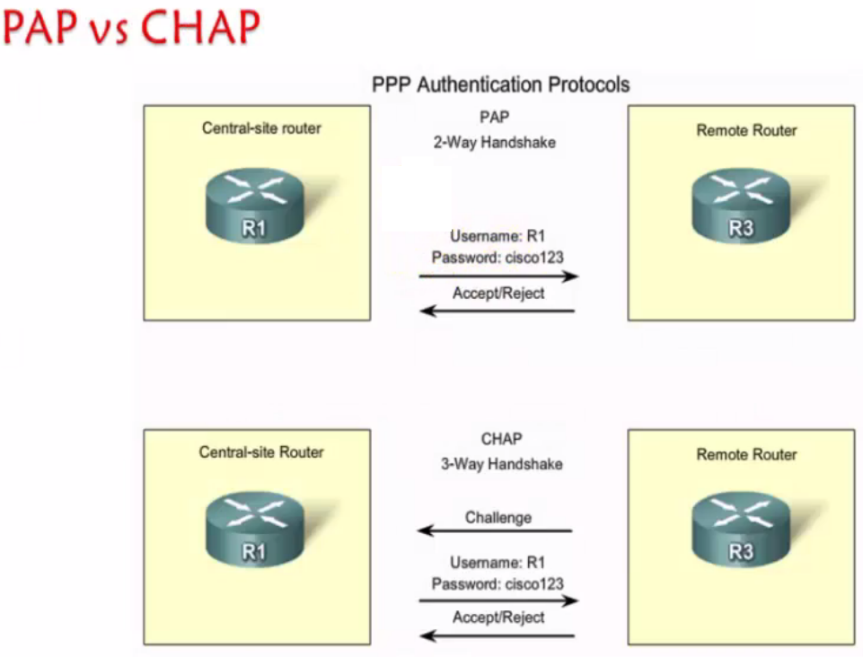 PAP vs CHAP
PPP Authentication Protocols
Central-site router
R1
PAP
2-Way Handshake
Username: R1
Password: cisco123
Accept/Reject
Remote Router
R3
Central-site Router
R1
CHAP
3-Way Handshake
Challenge
Username: R1
Password: cisco123
Accept/Reject
Remote Router
R3